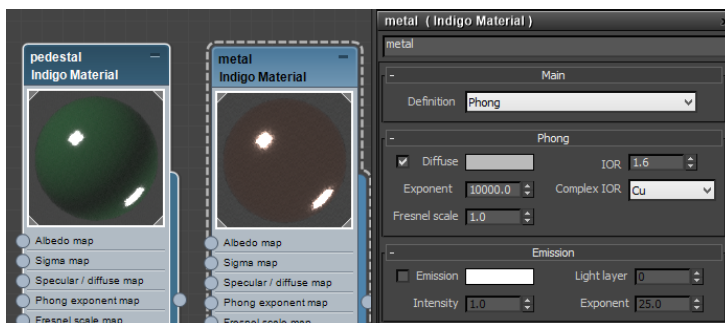 pedestal
Indigo Material
Albedo map
Sigma map
Specular / diffuse map
Phong exponent map
Fresnel scale map
metal
Indigo Material
Albedo map
Sigma map
Specular / diffuse map
Phong exponent map
Fresnel scale map
metal ( Indigo Material )
metal
- Main
Definition Phong
- Phong
Diffuse IOR 1.6
Exponent 10000.0 Complex IOR Cu
Fresnel scale 1.0
- Emission
Emission Light layer 0
Intensity 1.0 Exponent 25.0